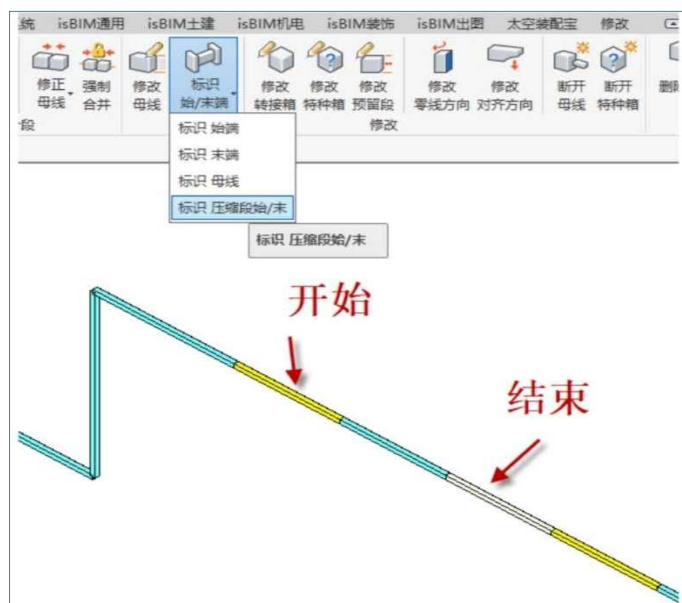 统 isBIM通用 isBIM土建 isBIM机电 isBIM装饰 isBIM出图 太空装配宝 修改
修正 强制 修改 标识 修改 修改 修改 修改 修改 断开 断开
母线 合并 母线 始/末端 转接箱 特种箱 预留段 零线方向 对齐方向 母线 特种箱
段 修改
标识 始端
标识 末端
标识 母线
标识 压缩段始/末
标识 压缩段始/末
开始
结束